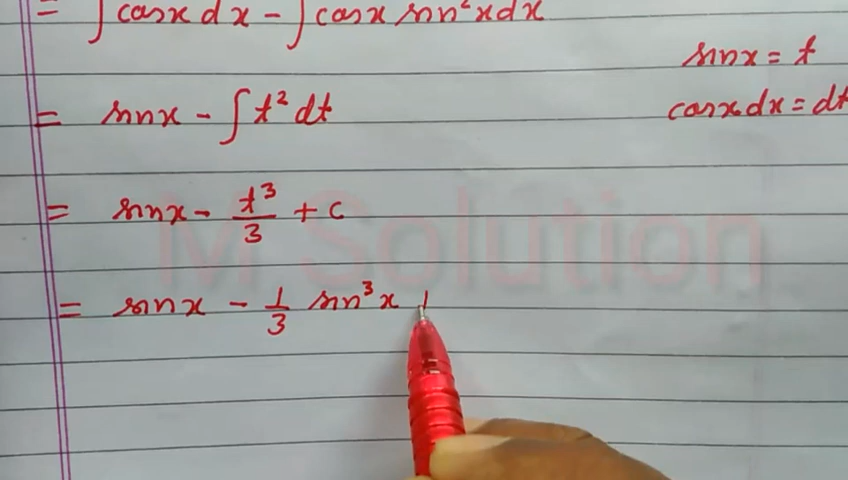 = ∫ cosx dx - ∫ cosx sin²x dx
sinx = t
= sinx - ∫ t² dt
cosx dx = dt
= sinx - t³/3 + c
= sinx - 1/3 sin³x
M Solution